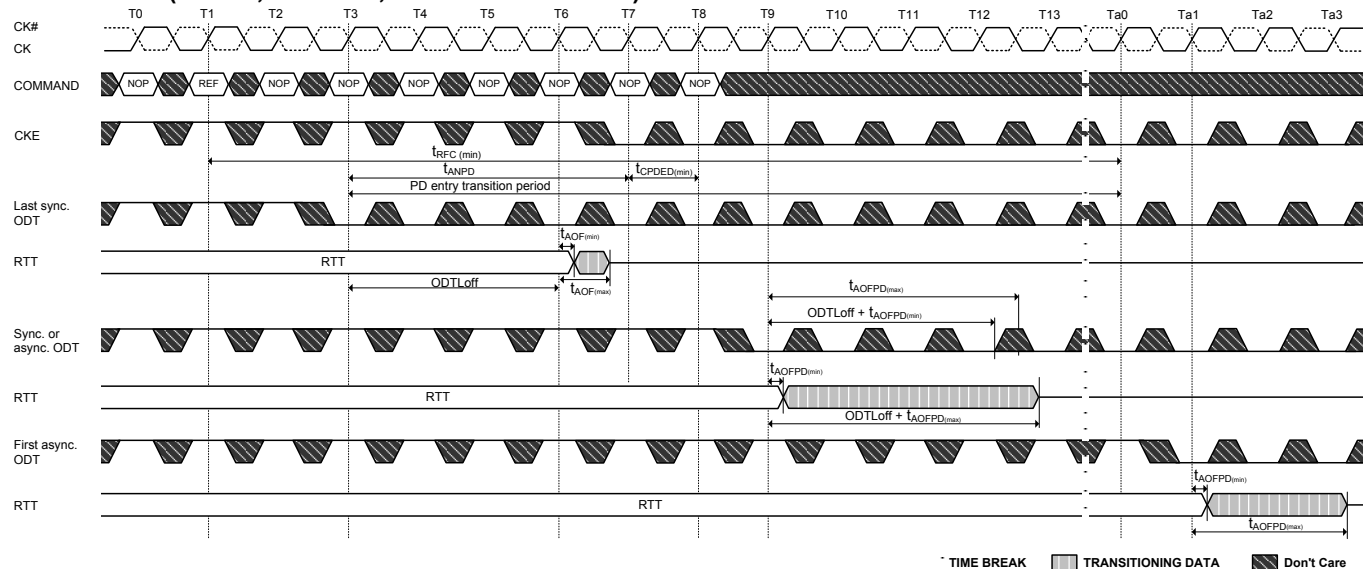 T0 T1 T2 T3 T4 T5 T6 T7 T8 T9 T10 T11 T12 T13 Ta0 Ta1 Ta2 Ta3
CK#
CK
COMMAND NOP REF NOP NOP NOP NOP NOP NOP NOP
CKE
tRFC (min)
tANPD tCPDED(min)
PD entry transition period
Last sync.
ODT
tAOF(min)
RTT RTT
ODTLoff tAOF(max)
tAOFPD(max)
ODTLoff + tAOFPD(min)
Sync. or
async. ODT
tAOFPD(min)
RTT RTT
ODTLoff + tAOFPD(max)
First async.
ODT
tAOFPD(min)
RTT RTT
tAOFPD(max)
TIME BREAK TRANSITIONING DATA Don't Care